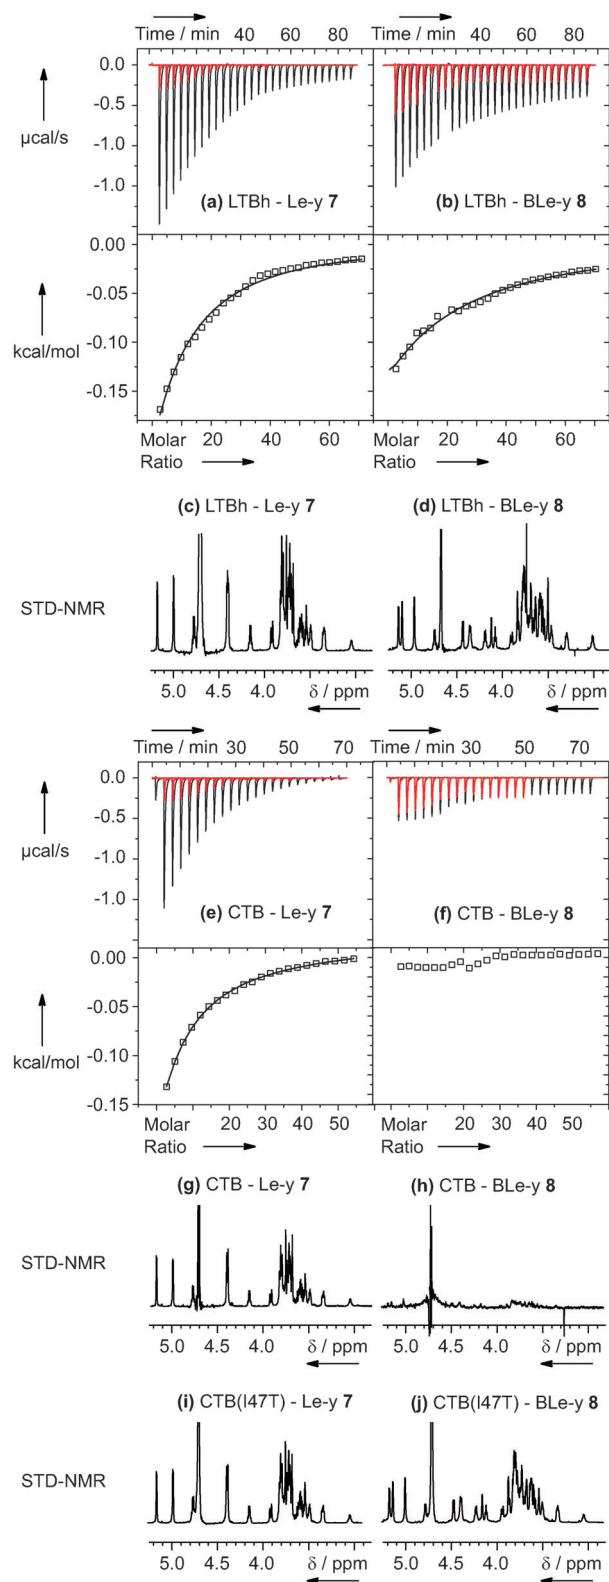 20 40 60 80 20 40 60 80
Time / min Time / min
0.0
-0.5
-1.0
-1.0
µcal/s
(a) LTBh - Le-y 7 (b) LTBh - BLe-y 8
0.00
-0.05
-0.10
-0.15
kcal/mol
Molar Ratio 20 40 60 Molar Ratio 20 40 60
(c) LTBh - Le-y 7 (d) LTBh - BLe-y 8
STD-NMR
5.0 4.5 4.0 δ / ppm 5.0 4.5 4.0 δ / ppm
Time / min 30 50 70 Time / min 30 50 70
0.0
-0.5
-1.0
µcal/s
(e) CTB - Le-y 7 (f) CTB - BLe-y 8
0.00
-0.05
-0.10
-0.15
kcal/mol
Molar Ratio 20 30 40 50 Molar Ratio 20 30 40 50
(g) CTB - Le-y 7 (h) CTB - BLe-y 8
STD-NMR
5.0 4.5 4.0 δ / ppm 5.0 4.5 4.0 δ / ppm
(i) CTB(I47T) - Le-y 7 (j) CTB(I47T) - BLe-y 8
STD-NMR
5.0 4.5 4.0 δ / ppm 5.0 4.5 4.0 δ / ppm